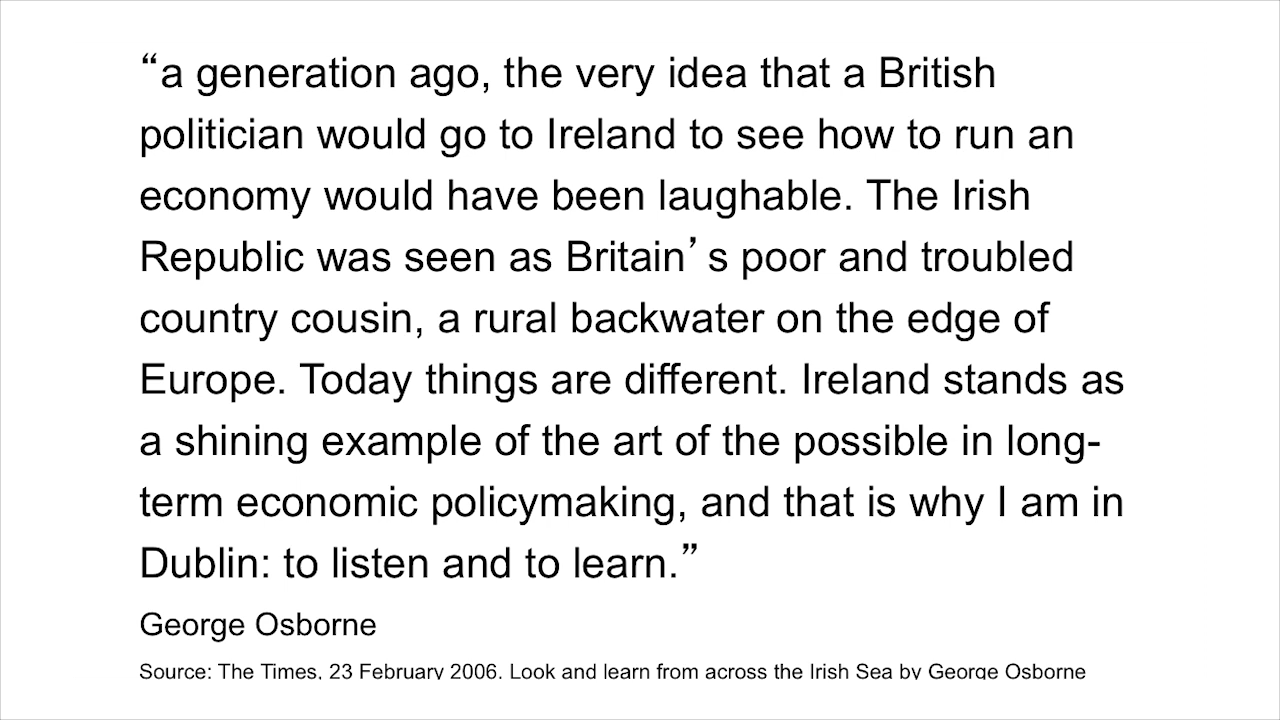 “a generation ago, the very idea that a British
politician would go to Ireland to see how to run an
economy would have been laughable. The Irish
Republic was seen as Britain’s poor and troubled
country cousin, a rural backwater on the edge of
Europe. Today things are different. Ireland stands as
a shining example of the art of the possible in long-
term economic policymaking, and that is why I am in
Dublin: to listen and to learn.”
George Osborne
Source: The Times, 23 February 2006. Look and learn from across the Irish Sea by George Osborne